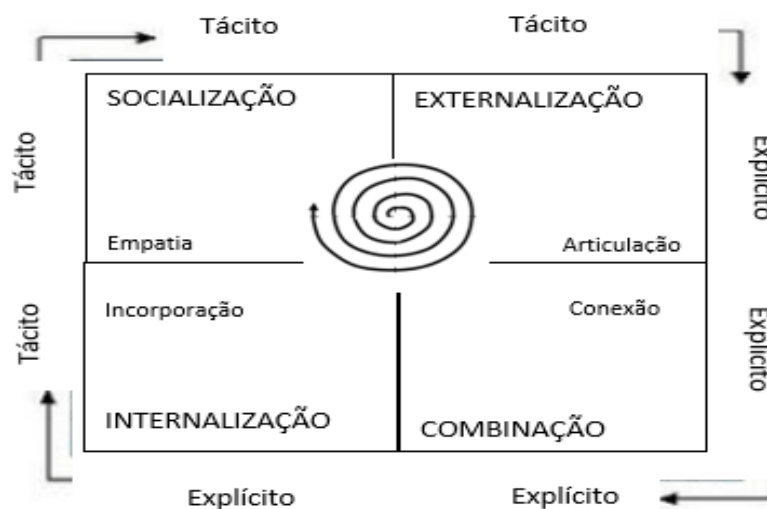 Tácito
Tácito
SOCIALIZAÇÃO
EXTERNALIZAÇÃO
Tácito
Explícito
Empatia
Articulação
Incorporação
Conexão
Tácito
Explícito
INTERNALIZAÇÃO
COMBINAÇÃO
Explícito
Explícito